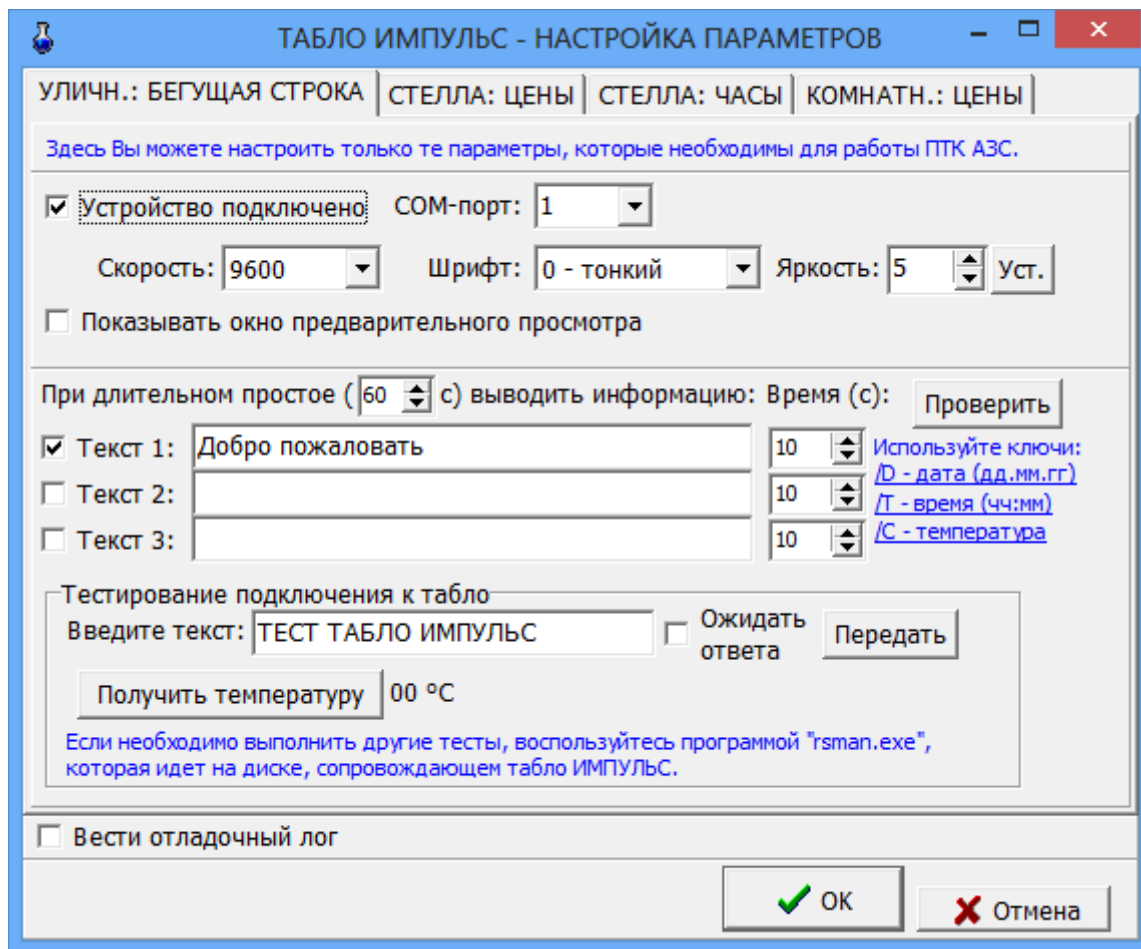 ТАБЛО ИМПУЛЬС - НАСТРОЙКА ПАРАМЕТРОВ
УЛИЧН.: БЕГУЩАЯ СТРОКА СТЕЛЛА: ЦЕНЫ СТЕЛЛА: ЧАСЫ КОМНАТН.: ЦЕНЫ
Здесь Вы можете настроить только те параметры, которые необходимы для работы ПТК АЗС.
Устройство подключено COM-порт: 1
Скорость: 9600 Шрифт: 0 - тонкий Яркость: 5 Уст.
Показывать окно предварительного просмотра
При длительном простое ( 60 с) выводить информацию: Время (с): Проверить
Текст 1: Добро пожаловать 10 Используйте ключи:
/D - дата (дд.мм.гг)
Текст 2: 10 /T - время (чч:мм)
Текст 3: 10 /C - температура
Тестирование подключения к табло
Введите текст: ТЕСТ ТАБЛО ИМПУЛЬС Ожидать ответа Передать
Получить температуру 00 ºC
Если необходимо выполнить другие тесты, воспользуйтесь программой "rsman.exe",
которая идет на диске, сопровождающем табло ИМПУЛЬС.
Вести отладочный лог
OK Отмена